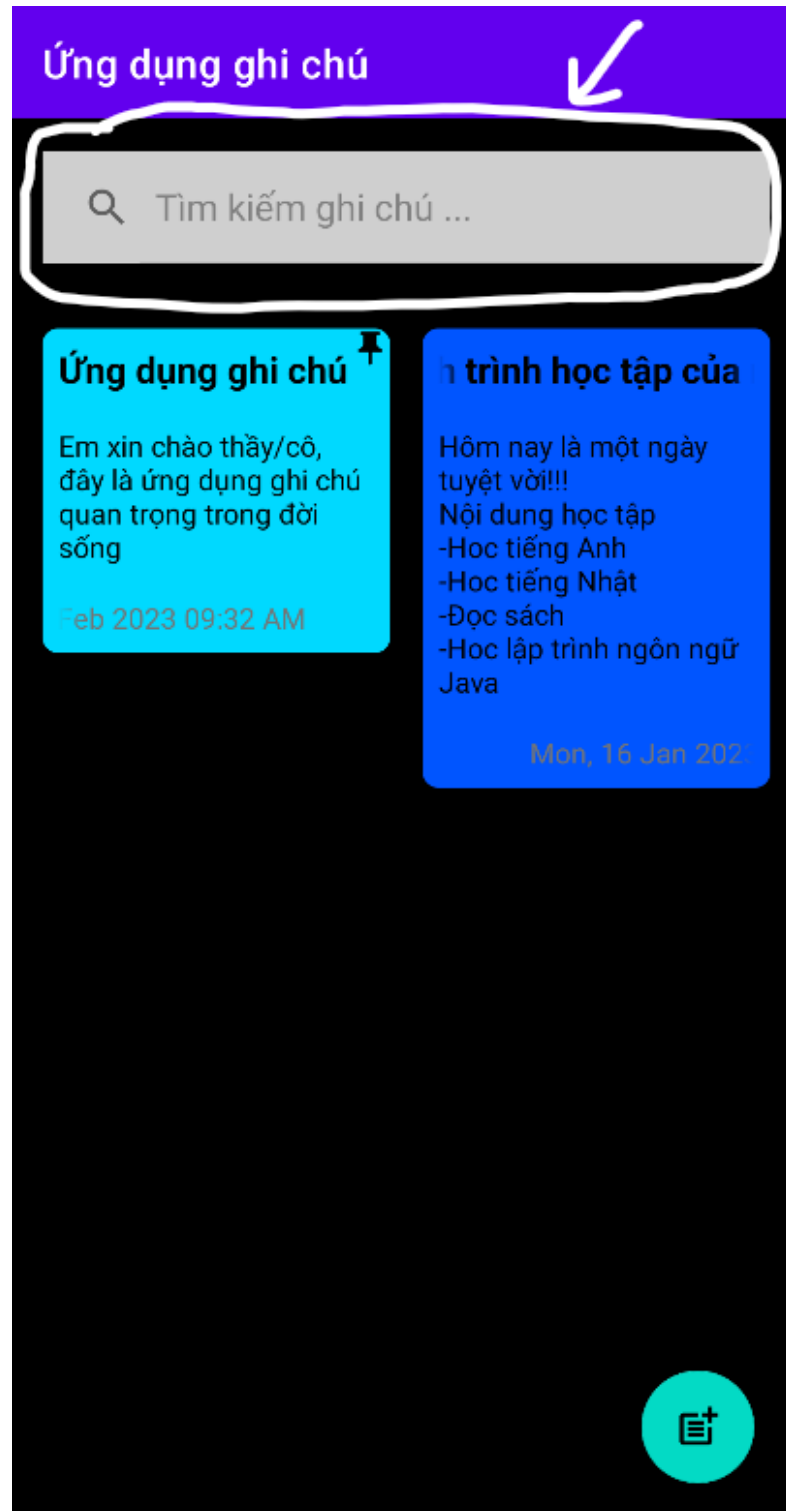 Ứng dụng ghi chú
Tìm kiếm ghi chú ...
Ứng dụng ghi chú
Em xin chào thầy/cô,
đây là ứng dụng ghi chú
quan trọng trong đời
sống
Feb 2023 09:32 AM
trình học tập của
Hôm nay là một ngày
tuyệt vời!!!
Nội dung học tập
-Hoc tiếng Anh
-Hoc tiếng Nhật
-Đọc sách
-Hoc lập trình ngôn ngữ
Java
Mon, 16 Jan 202